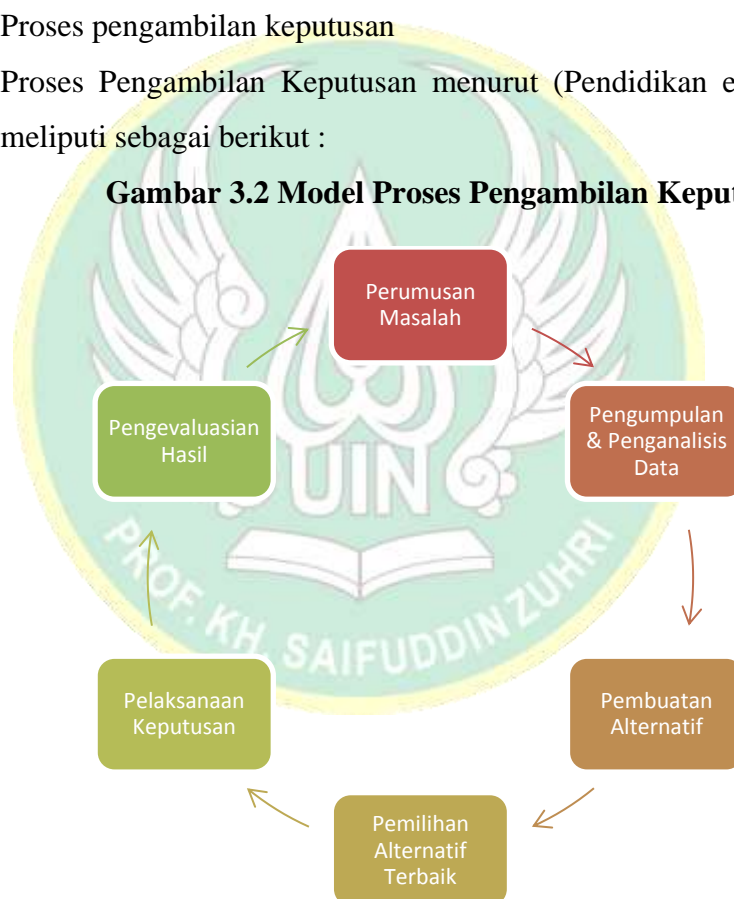 Proses pengambilan keputusan
Proses Pengambilan Keputusan menurut (Pendidikan e
meliputi sebagai berikut :
Gambar 3.2 Model Proses Pengambilan Keput
Perumusan
Masalah
Pengumpulan
& Penganalisis
Data
Pembuatan
Alternatif
Pemilihan
Alternatif
Terbaik
Pelaksanaan
Keputusan
Pengevaluasian
Hasil
UIN
PROF. KH. SAIFUDDIN ZUHRI